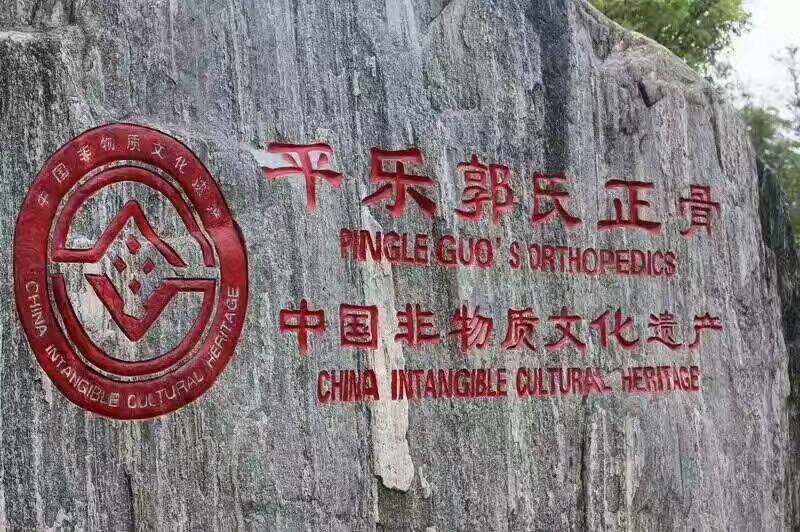 中国非物质文化遗产
CHINA INTANGIBLE CULTURAL HERITAGE
平乐郭氏正骨
PINGLE GUO'S ORTHOPEDICS
中国非物质文化遗产
CHINA INTANGIBLE CULTURAL HERITAGE